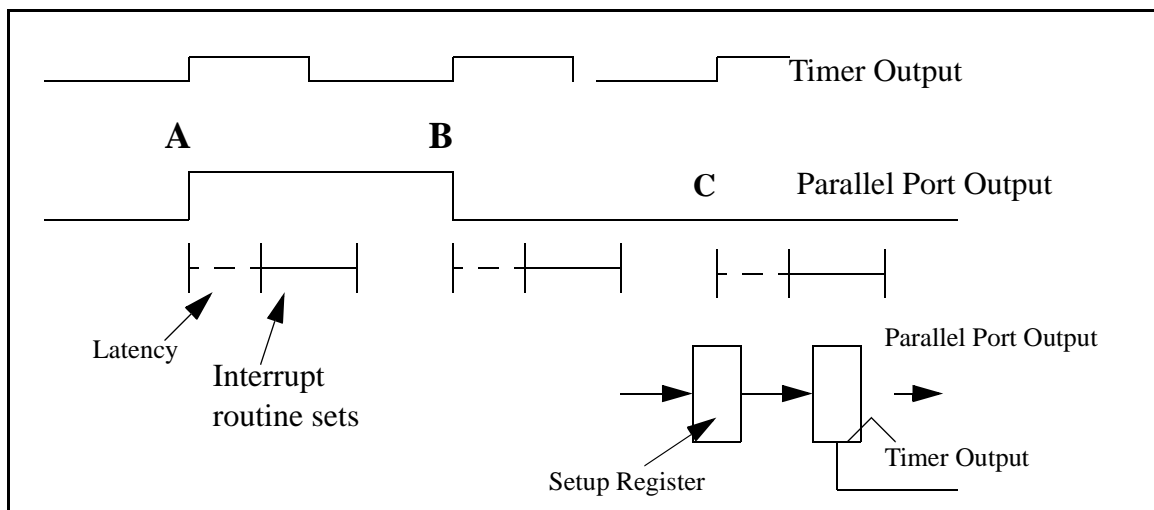 Timer Output
A
B
C
Parallel Port Output
Latency
Interrupt
routine sets
Parallel Port Output
Setup Register
Timer Output